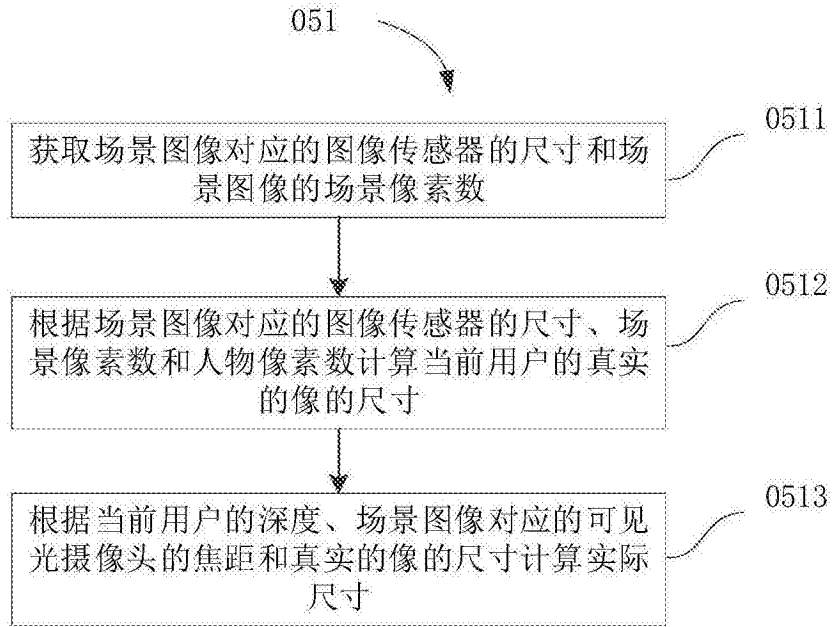 051
0511
获取场景图像对应的图像传感器的尺寸和场
景图像的场景像素数
0512
根据场景图像对应的图像传感器的尺寸、场
景像素数和人物像素数计算当前用户的真实
的像的尺寸
0513
根据当前用户的深度、场景图像对应的可见
光摄像头的焦距和真实的像的尺寸计算实际
尺寸